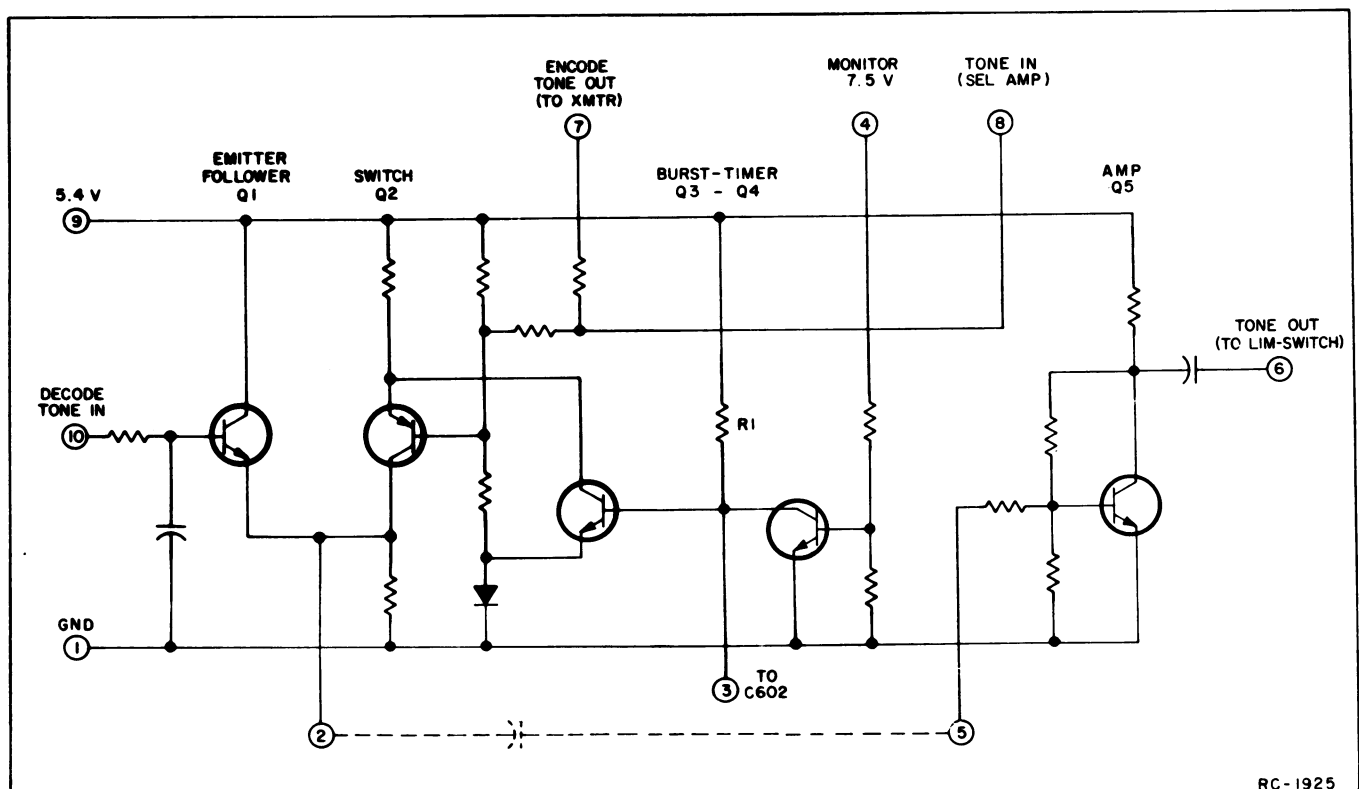 ENCODE
TONE OUT
(TO XMTR)
7
MONITOR
7.5 V
4
TONE IN
(SEL AMP)
8
EMITTER
FOLLOWER
Q1
SWITCH
Q2
BURST-TIMER
Q3 - Q4
AMP
Q5
5.4 V
9
TONE OUT
(TO LIM-SWITCH)
6
DECODE
TONE IN
10
R1
GND
1
3
TO
C602
2
5
RC-1925